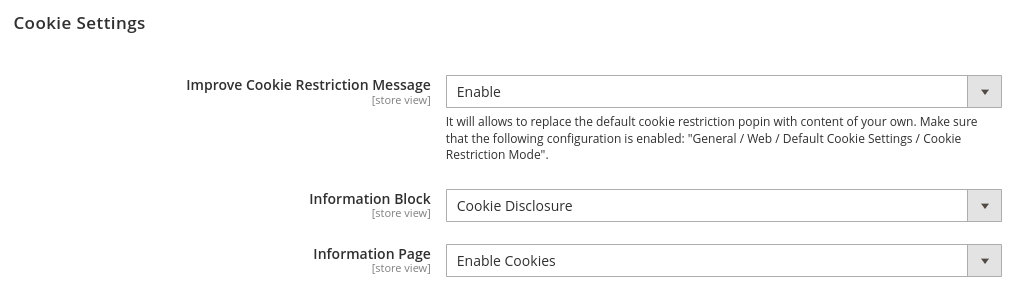 Cookie Settings
Improve Cookie Restriction Message
[store view]
Enable
It will allows to replace the default cookie restriction popin with content of your own. Make sure
that the following configuration is enabled: "General / Web / Default Cookie Settings / Cookie
Restriction Mode".
Information Block
[store view]
Cookie Disclosure
Information Page
[store view]
Enable Cookies